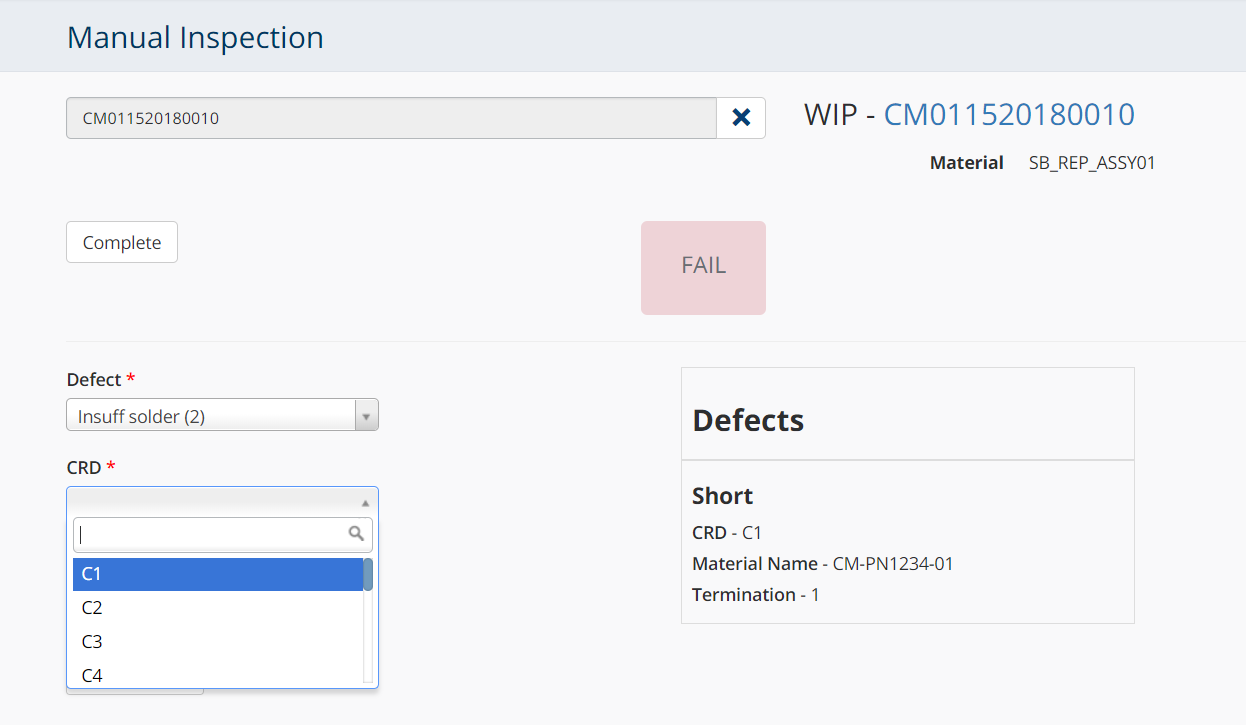 Manual Inspection
CM011520180010
WIP - CM011520180010
Material SB_REP_ASSY01
Complete
FAIL
Defect *
Insuff solder (2)
CRD *
C1
C2
C3
C4
Defects
Short
CRD - C1
Material Name - CM-PN1234-01
Termination - 1